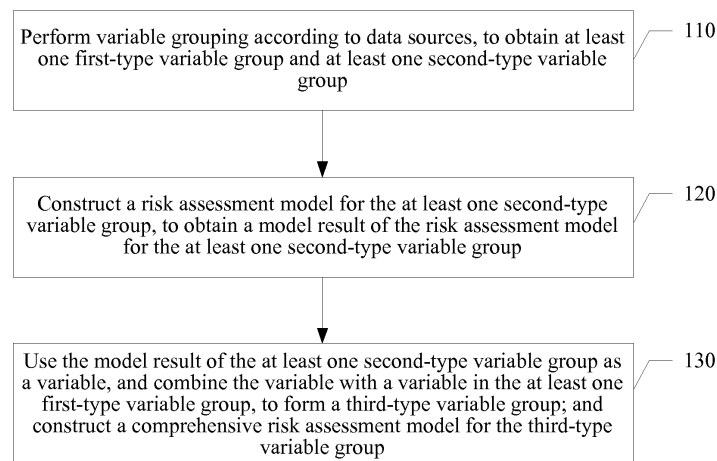 Perform variable grouping according to data sources, to obtain at least
one first-type variable group and at least one second-type variable
group
110
Construct a risk assessment model for the at least one second-type
variable group, to obtain a model result of the risk assessment model
for the at least one second-type variable group
120
Use the model result of the at least one second-type variable group as
a variable, and combine the variable with a variable in the at least one
first-type variable group, to form a third-type variable group; and
construct a comprehensive risk assessment model for the third-type
variable group
130